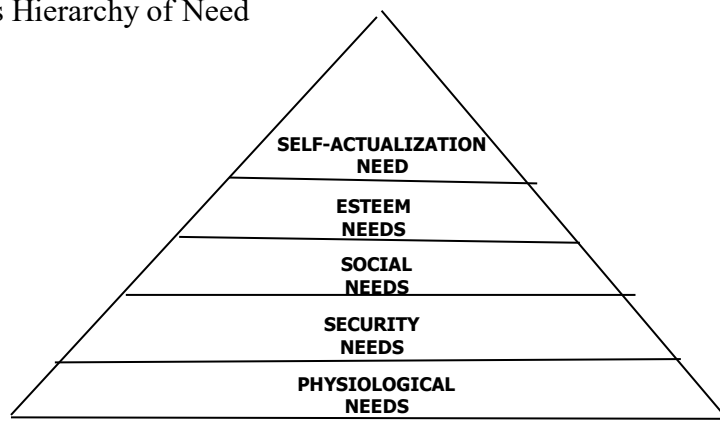 s Hierarchy of Need
SELF-ACTUALIZATION
NEED
ESTEEM
NEEDS
SOCIAL
NEEDS
SECURITY
NEEDS
PHYSIOLOGICAL
NEEDS